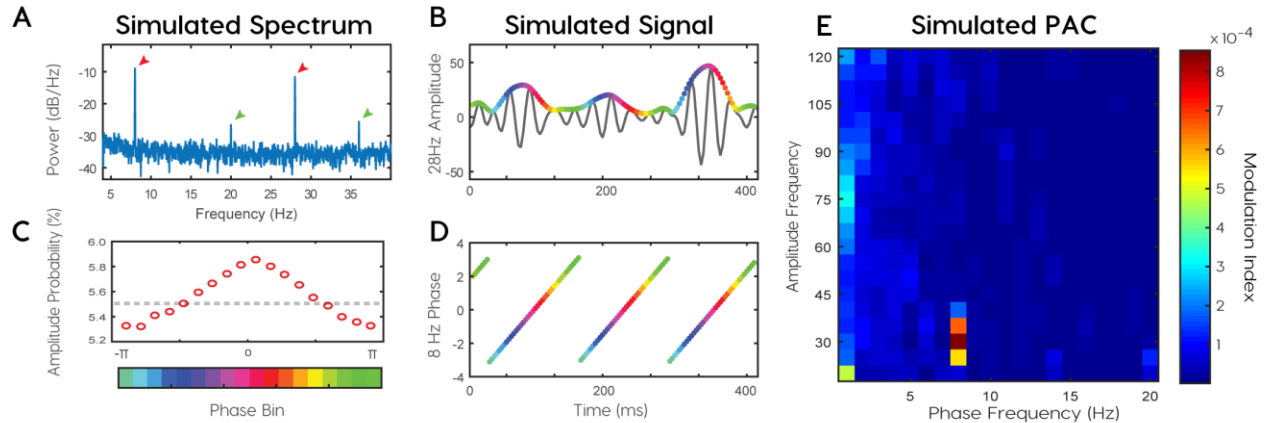 A Simulated Spectrum
Power (dB/Hz)
-10
-20
-30
-40
5 10 15 20 25 30 35
Frequency (Hz)
B Simulated Signal
28Hz Amplitude
50
0
-50
0 200 400
C
Amplitude Probability (%)
6.0
5.8
5.6
5.4
5.2
-π 0 π
Phase Bin
D
8 Hz Phase
4
2
0
-2
-4
0 200 400
Time (ms)
E Simulated PAC
Amplitude Frequency
120
105
90
75
60
45
30
5 10 15 20
Phase Frequency (Hz)
×10⁻⁴
8
7
6
5
4
3
2
1
Modulation Index